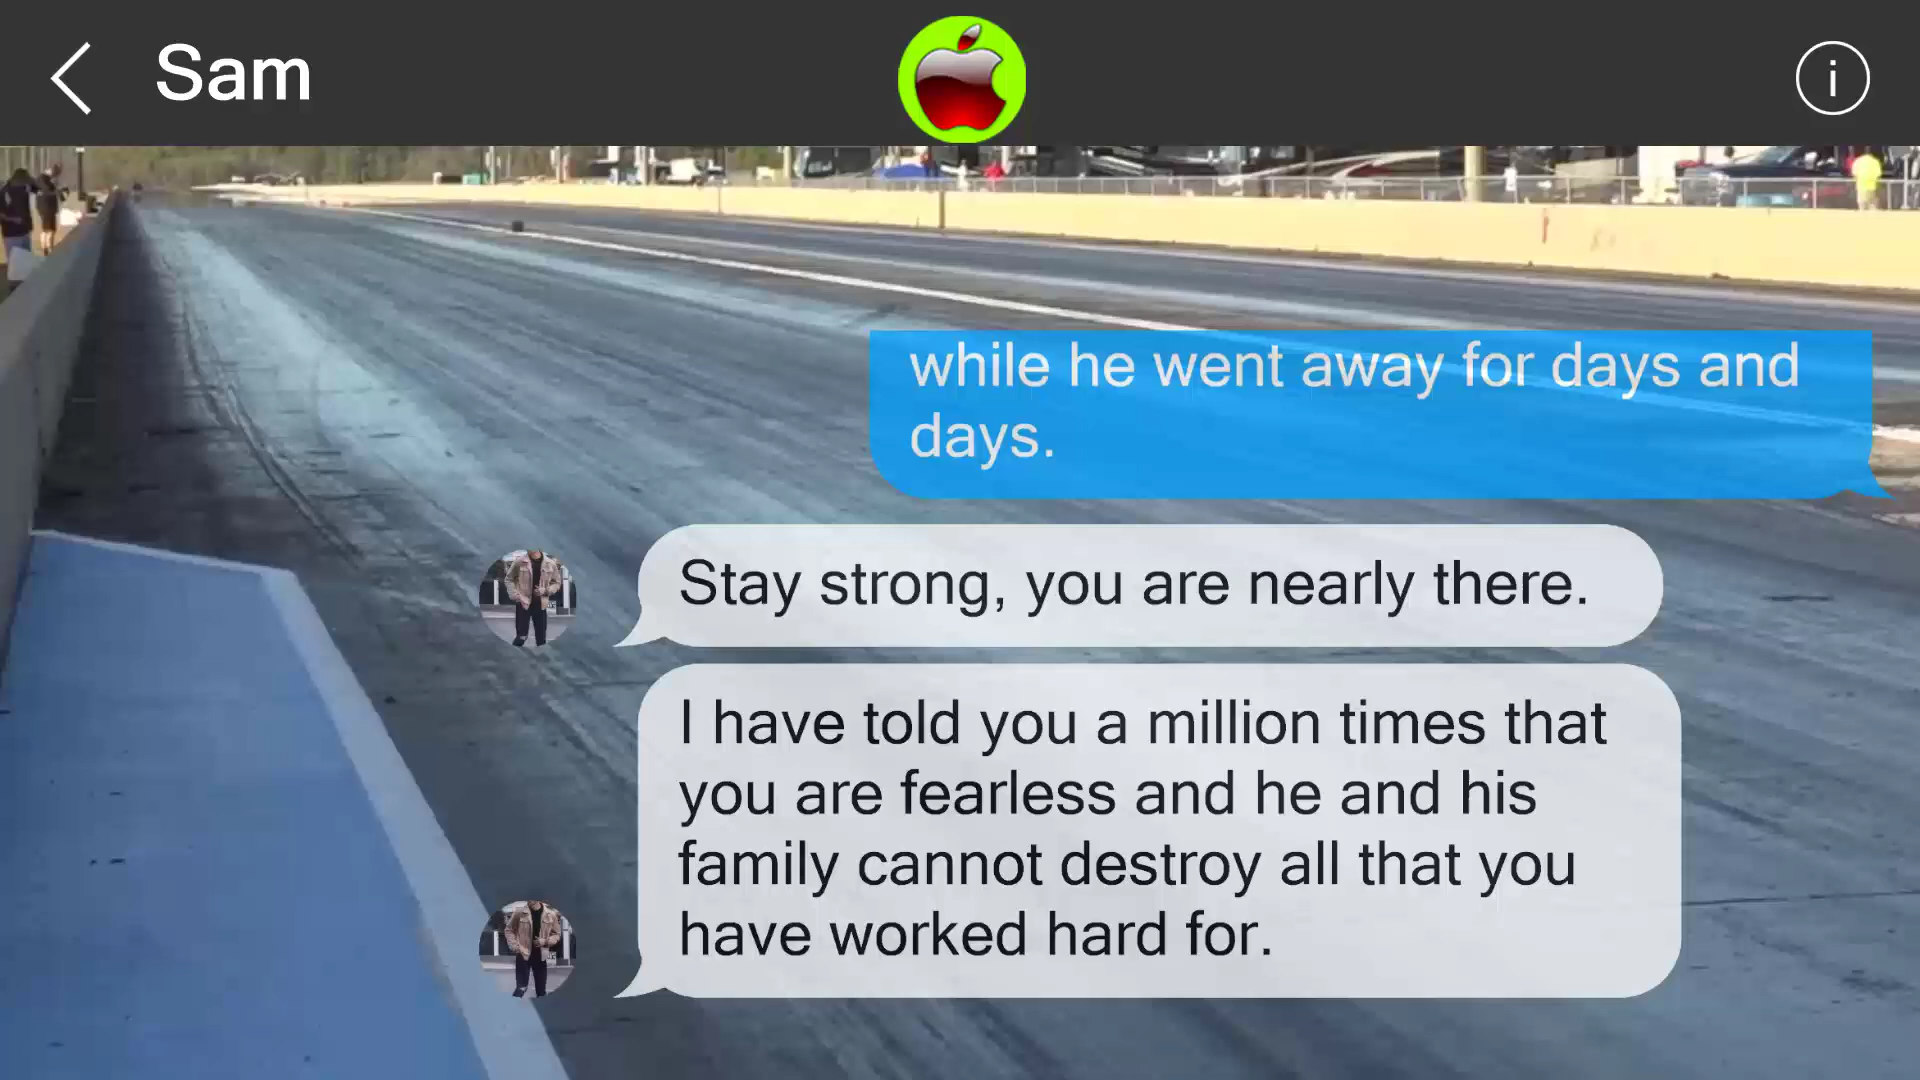 Sam
i
while he went away for days and
days.
Stay strong, you are nearly there.
I have told you a million times that
you are fearless and he and his
family cannot destroy all that you
have worked hard for.